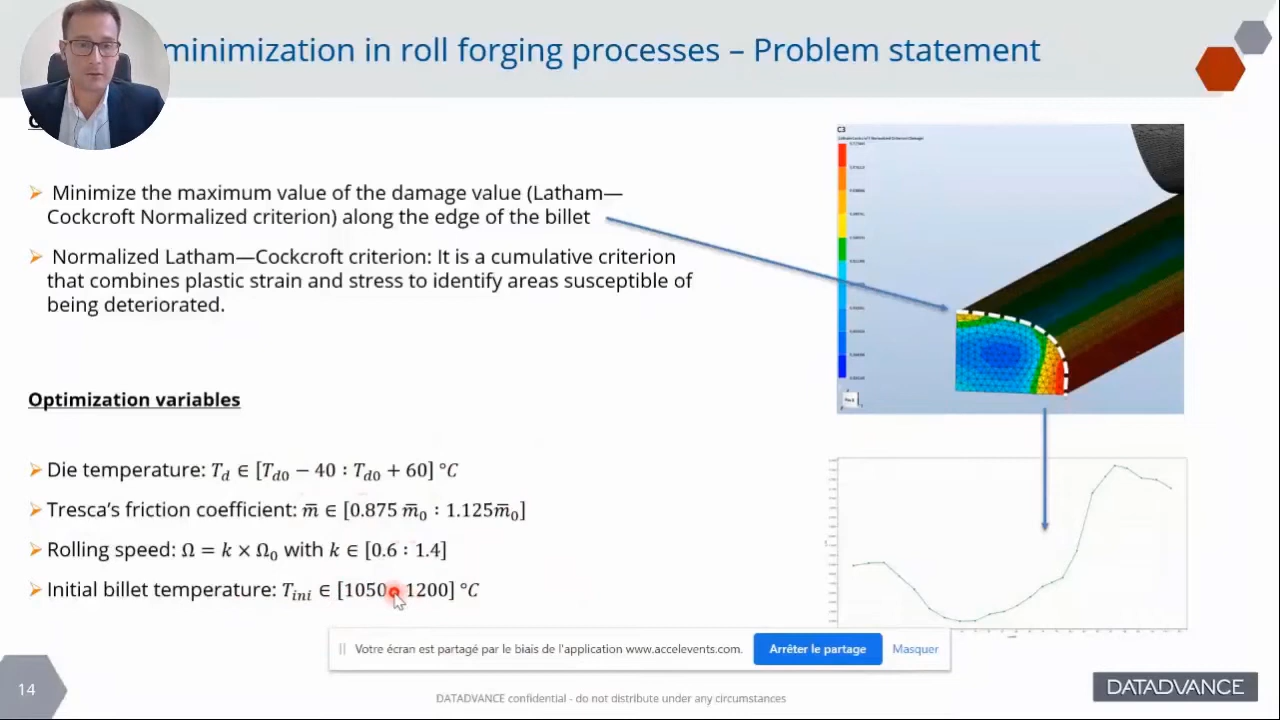 minimization in roll forging processes – Problem statement
➢ Minimize the maximum value of the damage value (Latham—
Cockcroft Normalized criterion) along the edge of the billet
➢ Normalized Latham—Cockcroft criterion: It is a cumulative criterion
that combines plastic strain and stress to identify areas susceptible of
being deteriorated.
C3
Optimization variables
➢ Die temperature: T_d ∈ [T_d0 − 40 : T_d0 + 60] °C
➢ Tresca's friction coefficient: m̄ ∈ [0.875 m̄_0 : 1.125m̄_0]
➢ Rolling speed: Ω = k × Ω_0 with k ∈ [0.6 : 1.4]
➢ Initial billet temperature: T_ini ∈ [1050 1200] °C
Votre écran est partagé par le biais de l'application www.accelevents.com.
Arrêter le partage
Masquer
14
DATADVANCE confidential - do not distribute under any circumstances
DATADVANCE